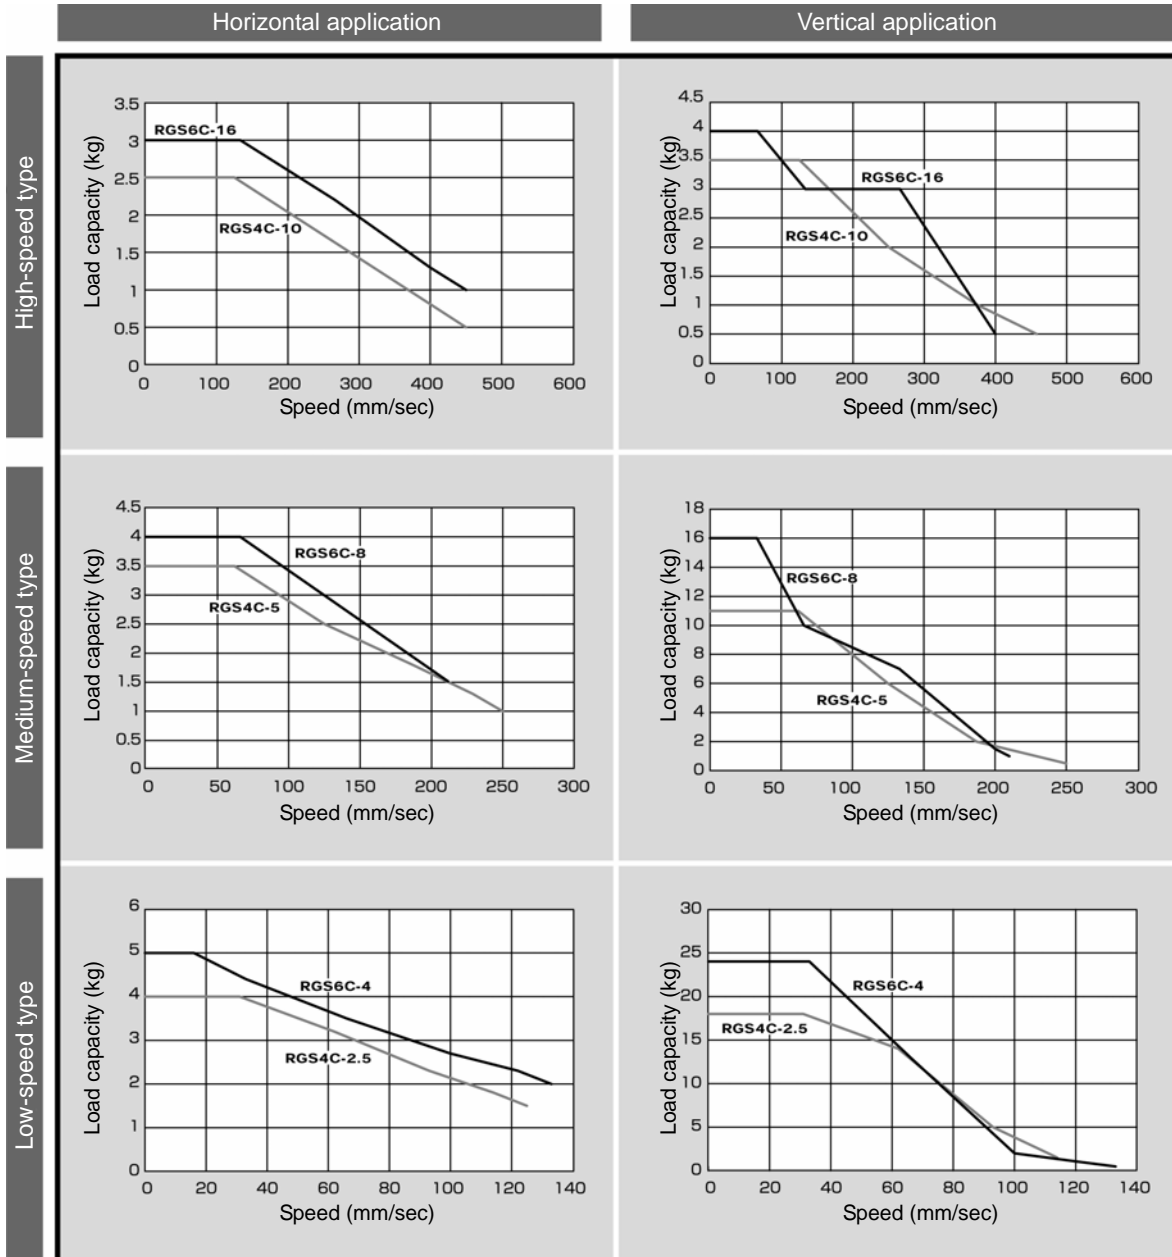 Horizontal application
Vertical application
High-speed type
Load capacity (kg)
3.5
3
2.5
2
1.5
1
0.5
0
RGS6C-16
RGS4C-10
0 100 200 300 400 500 600
Speed (mm/sec)
Load capacity (kg)
4.5
4
3.5
3
2.5
2
1.5
1
0.5
0
RGS6C-16
RGS4C-10
0 100 200 300 400 500 600
Speed (mm/sec)
Medium-speed type
Load capacity (kg)
4.5
4
3.5
3
2.5
2
1.5
1
0.5
0
RGS6C-8
RGS4C-5
0 50 100 150 200 250 300
Speed (mm/sec)
Load capacity (kg)
18
16
14
11
10
8
6
4
2
0
RGS6C-8
RGS4C-5
0 50 100 150 200 250 300
Speed (mm/sec)
Low-speed type
Load capacity (kg)
6
5
4
3
2
1
0
RGS6C-4
RGS4C-2.5
0 20 40 60 80 100 120 140
Speed (mm/sec)
Load capacity (kg)
30
25
20
15
10
5
0
RGS6C-4
RGS4C-2.5
0 20 40 60 80 100 120 140
Speed (mm/sec)